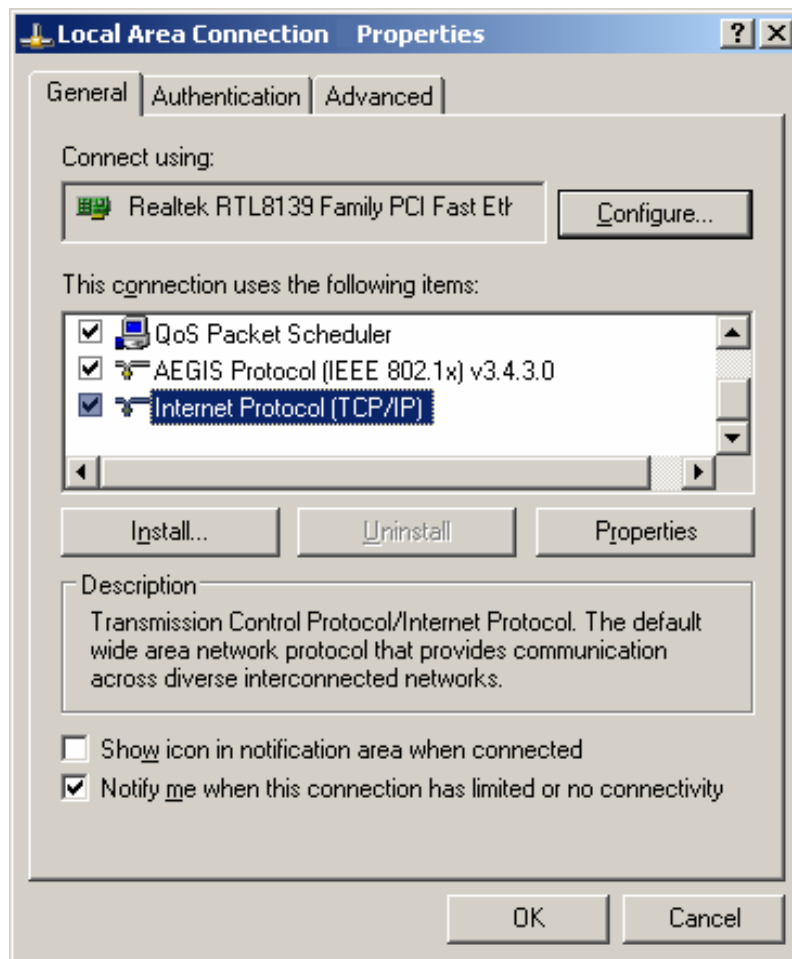 Local Area Connection Properties
General Authentication Advanced
Connect using:
Realtek RTL8139 Family PCI Fast Eth
Configure...
This connection uses the following items:
QoS Packet Scheduler
AEGIS Protocol (IEEE 802.1x) v3.4.3.0
Internet Protocol (TCP/IP)
Install... Uninstall Properties
Description
Transmission Control Protocol/Internet Protocol. The default
wide area network protocol that provides communication
across diverse interconnected networks.
Show icon in notification area when connected
Notify me when this connection has limited or no connectivity
OK Cancel